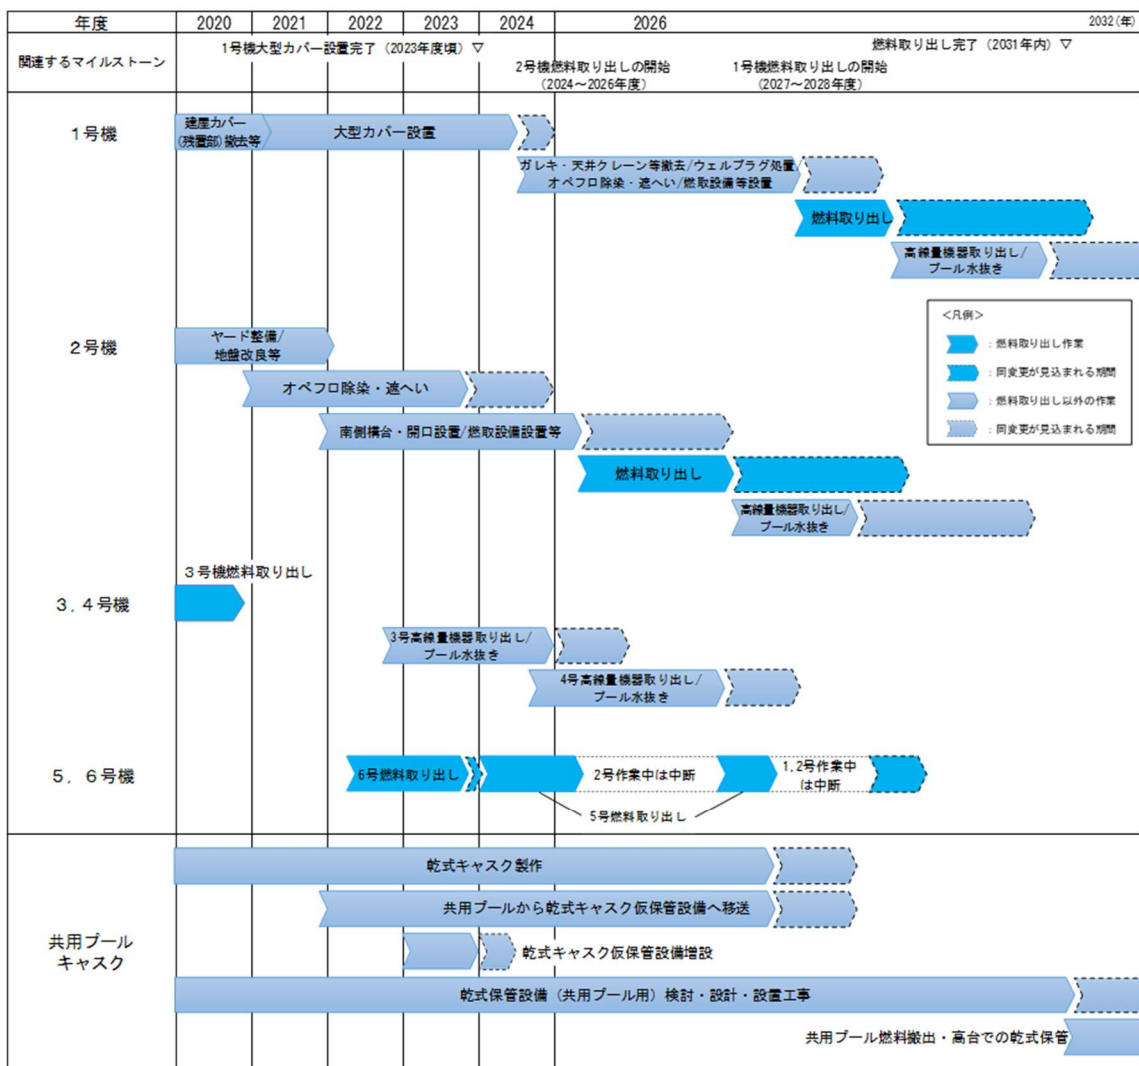 年度 2020 2021 2022 2023 2024 2026 2032(年)
関連するマイルストーン
1号機大型カバー設置完了（2023年度頃）▽
燃料取り出し完了（2031年内）▽
2号機燃料取り出しの開始
（2024～2026年度）
1号機燃料取り出しの開始
（2027～2028年度）
1号機
建屋カバー
(残置部)撤去等
大型カバー設置
ガレキ・天井クレーン等撤去/ウェルプラグ処置/
オペフロ除染・遮へい/燃取設備等設置
燃料取り出し
高線量機器取り出し/
プール水抜き
＜凡例＞
：燃料取り出し作業
：同変更が見込まれる期間
：燃料取り出し以外の作業
：同変更が見込まれる期間
2号機
ヤード整備/
地盤改良等
オペフロ除染・遮へい
南側構台・開口設置/燃取設備設置等
燃料取り出し
高線量機器取り出し/
プール水抜き
3，4号機
３号機燃料取り出し
3号高線量機器取り出し/
プール水抜き
4号高線量機器取り出し/
プール水抜き
5，6号機
6号燃料取り出し
2号作業中は中断
1,2号作業中
は中断
5号燃料取り出し
共用プール
キャスク
乾式キャスク製作
共用プールから乾式キャスク仮保管設備へ移送
乾式キャスク仮保管設備増設
乾式保管設備（共用プール用）検討・設計・設置工事
共用プール燃料搬出・高台での乾式保管